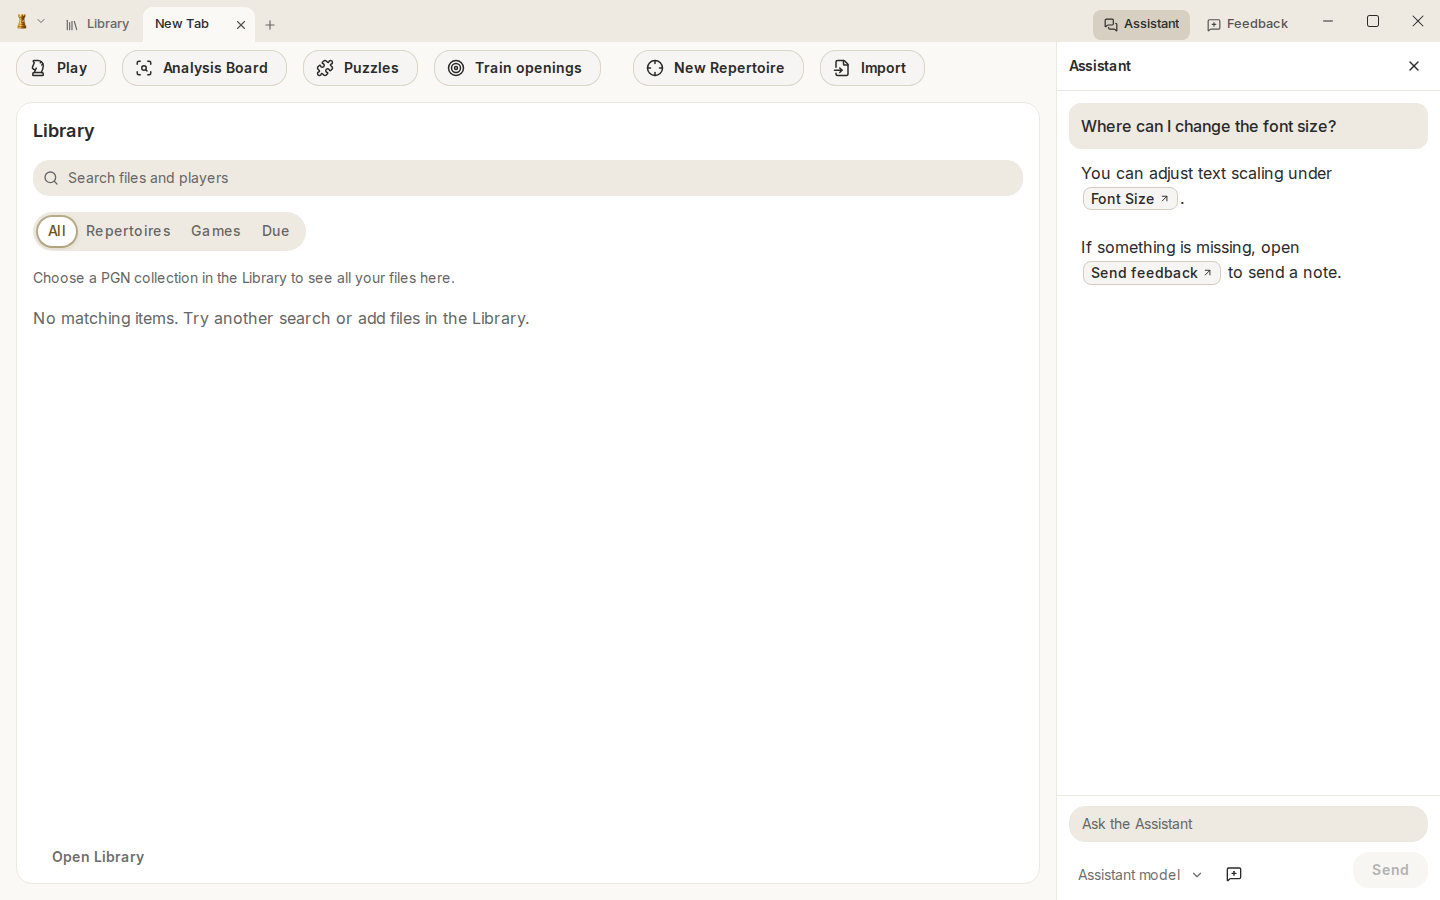 Library
New Tab
Assistant
Feedback
Play
Analysis Board
Puzzles
Train openings
New Repertoire
Import
Library
Search files and players
All
Repertoires
Games
Due
Choose a PGN collection in the Library to see all your files here.
No matching items. Try another search or add files in the Library.
Open Library
Assistant
Where can I change the font size?
You can adjust text scaling under
Font Size .
If something is missing, open
Send feedback to send a note.
Ask the Assistant
Assistant model
Send